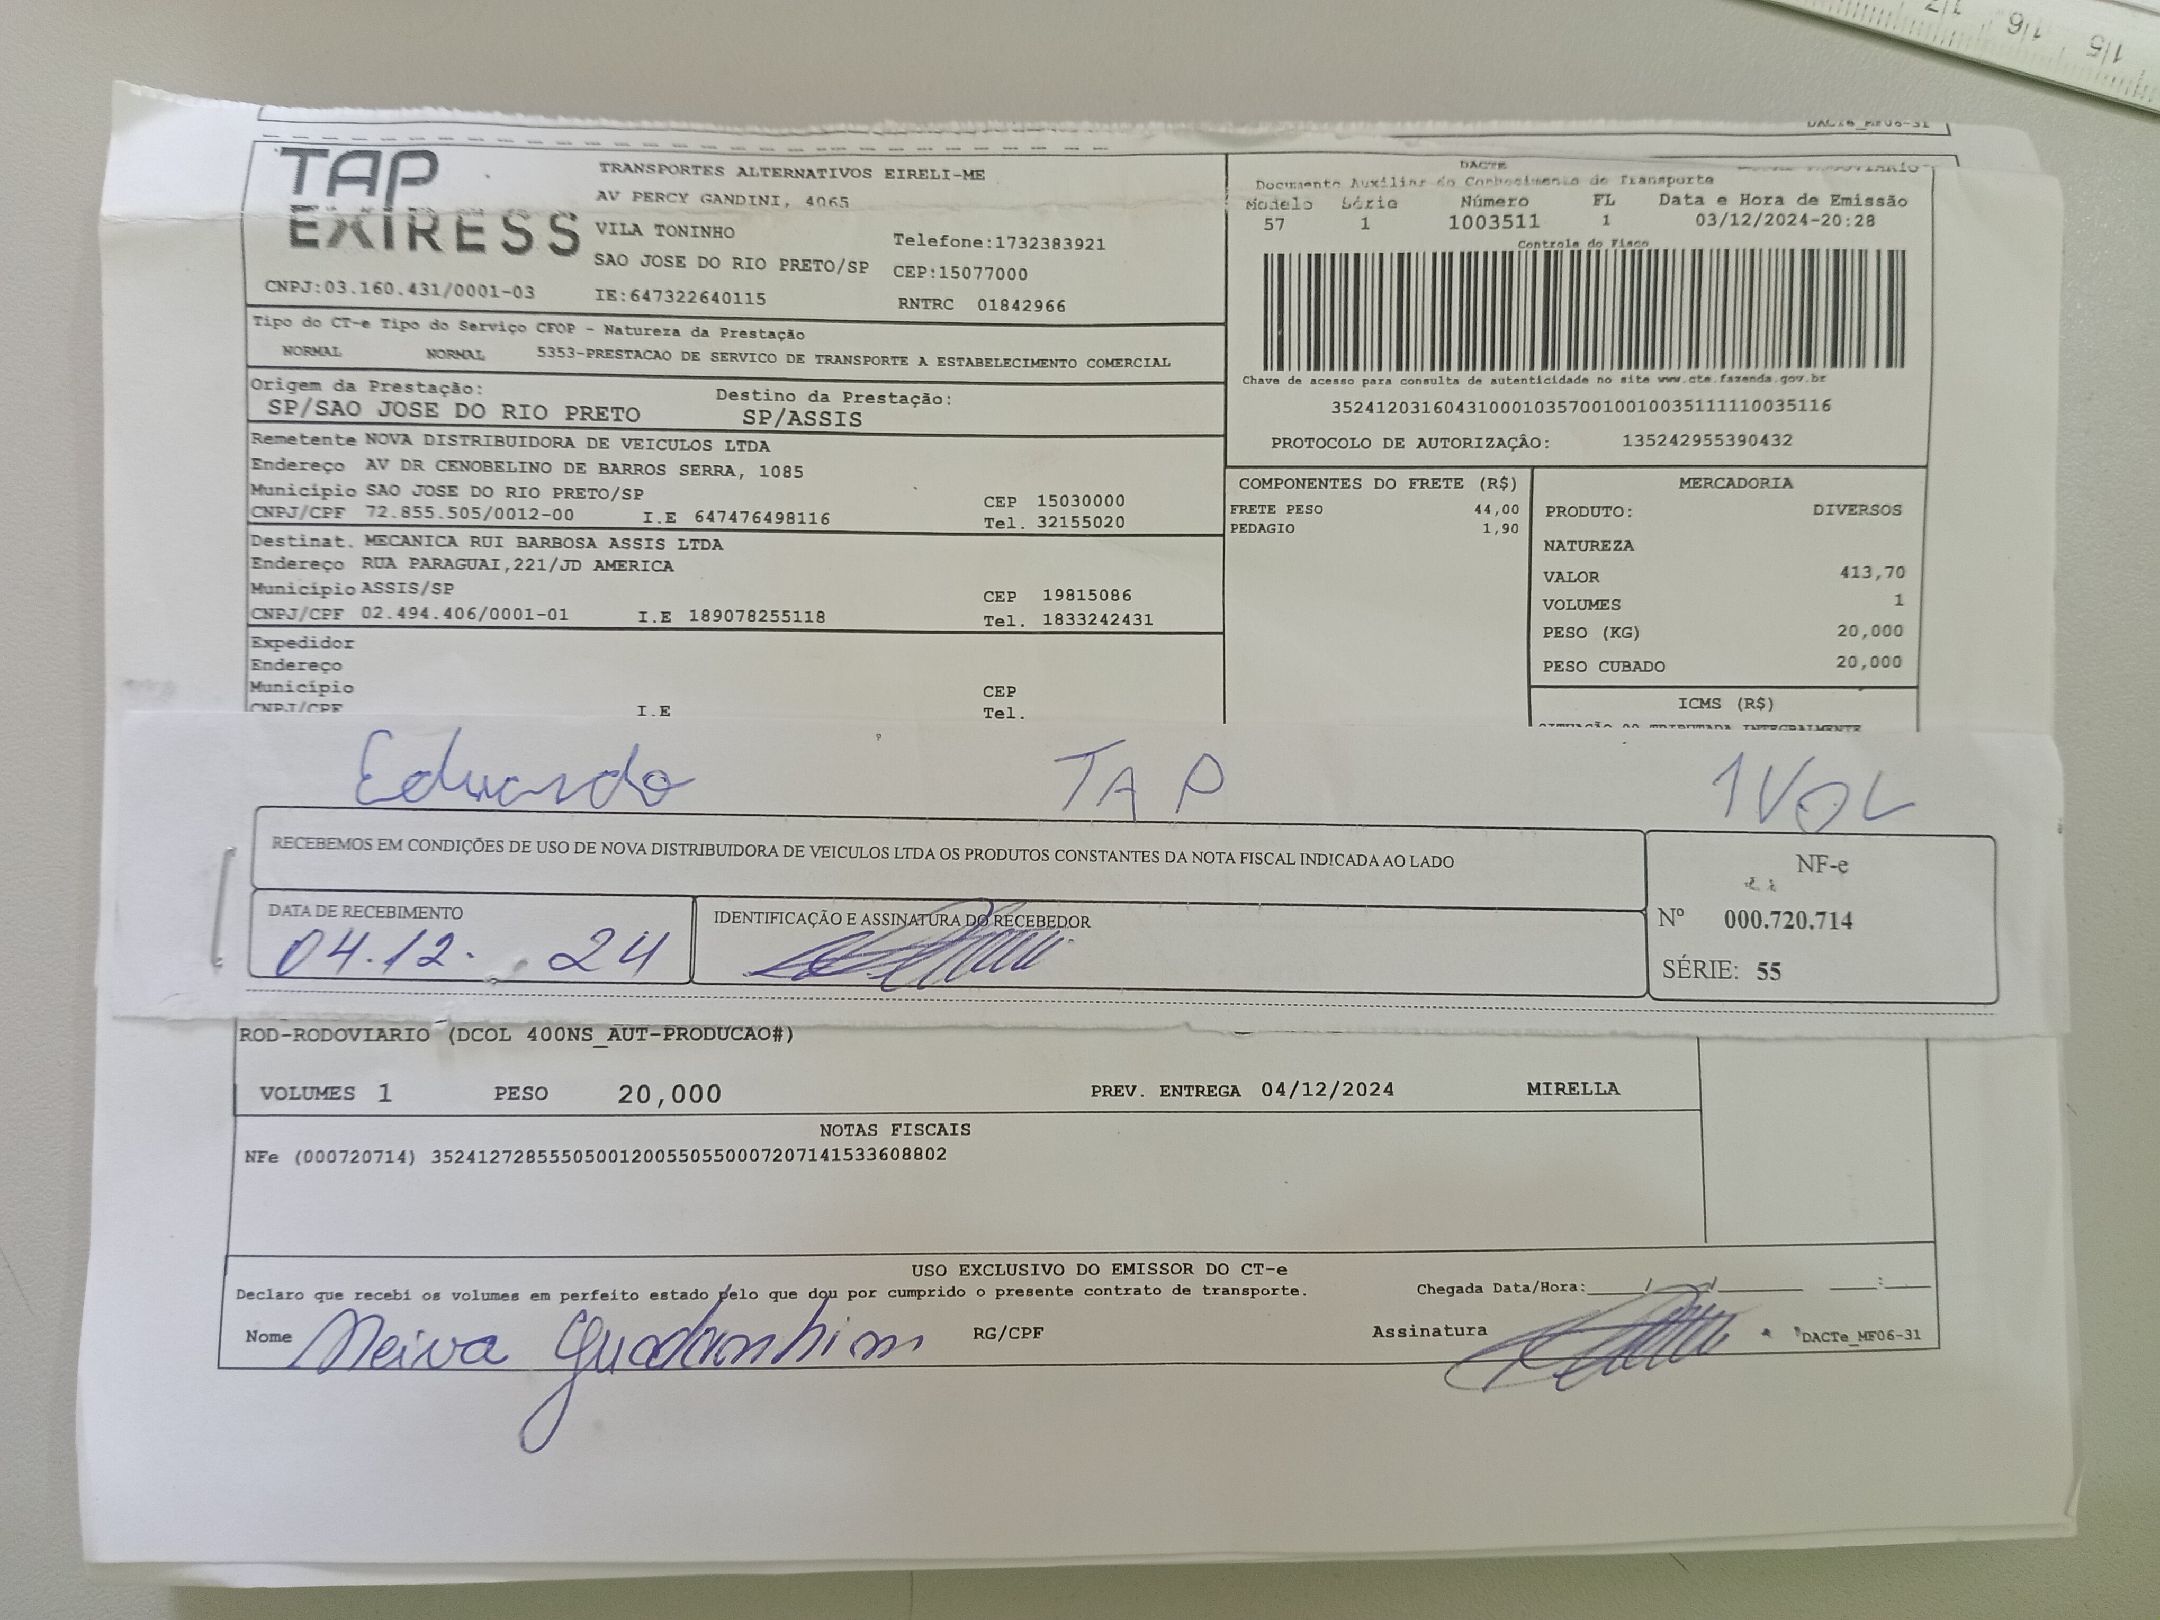 DACTe_MF06-31
TAP
EXPRESS
TRANSPORTES ALTERNATIVOS EIRELI-ME
AV PERCY GANDINI, 4065
VILA TONINHO Telefone:1732383921
SAO JOSE DO RIO PRETO/SP CEP:15077000
CNPJ:03.160.431/0001-03 IE:647322640115 RNTRC 01842966
DACTE
Documento Auxiliar do Conhecimento de Transporte
Modelo Série Número FL Data e Hora de Emissão
57 1 1003511 1 03/12/2024-20:28
Controle do Fisco
Chave de acesso para consulta de autenticidade no site www.cte.fazenda.gov.br
35241203160431000103570010010035111110035116
PROTOCOLO DE AUTORIZAÇÂO: 135242955390432
Tipo do CT-e Tipo do Serviço CFOP - Natureza da Prestação
NORMAL NORMAL 5353-PRESTACAO DE SERVICO DE TRANSPORTE A ESTABELECIMENTO COMERCIAL
Origem da Prestação: Destino da Prestação:
SP/SAO JOSE DO RIO PRETO SP/ASSIS
Remetente NOVA DISTRIBUIDORA DE VEICULOS LTDA
Endereço AV DR CENOBELINO DE BARROS SERRA, 1085
Município SAO JOSE DO RIO PRETO/SP CEP 15030000
CNPJ/CPF 72.855.505/0012-00 I.E 647476498116 Tel. 32155020
Destinat. MECANICA RUI BARBOSA ASSIS LTDA
Endereço RUA PARAGUAI,221/JD AMERICA
Município ASSIS/SP CEP 19815086
CNPJ/CPF 02.494.406/0001-01 I.E 189078255118 Tel. 1833242431
Expedidor
Endereço
Município CEP
CNPJ/CPF I.E Tel.
COMPONENTES DO FRETE (R$)
FRETE PESO 44,00
PEDAGIO 1,90
MERCADORIA
PRODUTO: DIVERSOS
NATUREZA
VALOR 413,70
VOLUMES 1
PESO (KG) 20,000
PESO CUBADO 20,000
ICMS (R$)
Eduardo TAP 1 VOL
RECEBEMOS EM CONDIÇÕES DE USO DE NOVA DISTRIBUIDORA DE VEICULOS LTDA OS PRODUTOS CONSTANTES DA NOTA FISCAL INDICADA AO LADO
DATA DE RECEBIMENTO
04.12. 24
IDENTIFICAÇÃO E ASSINATURA DO RECEBEDOR
NF-e
Nº 000.720.714
SÉRIE: 55
ROD-RODOVIARIO (DCOL 400NS_AUT-PRODUCAO#)
VOLUMES 1 PESO 20,000 PREV. ENTREGA 04/12/2024 MIRELLA
NOTAS FISCAIS
NFe (000720714) 35241272855505001200550550007207141533608802
USO EXCLUSIVO DO EMISSOR DO CT-e
Declaro que recebi os volumes em perfeito estado pelo que dou por cumprido o presente contrato de transporte. Chegada Data/Hora:____/____/______ ____:____
Nome Neiva RG/CPF Assinatura DACTe_MF06-31